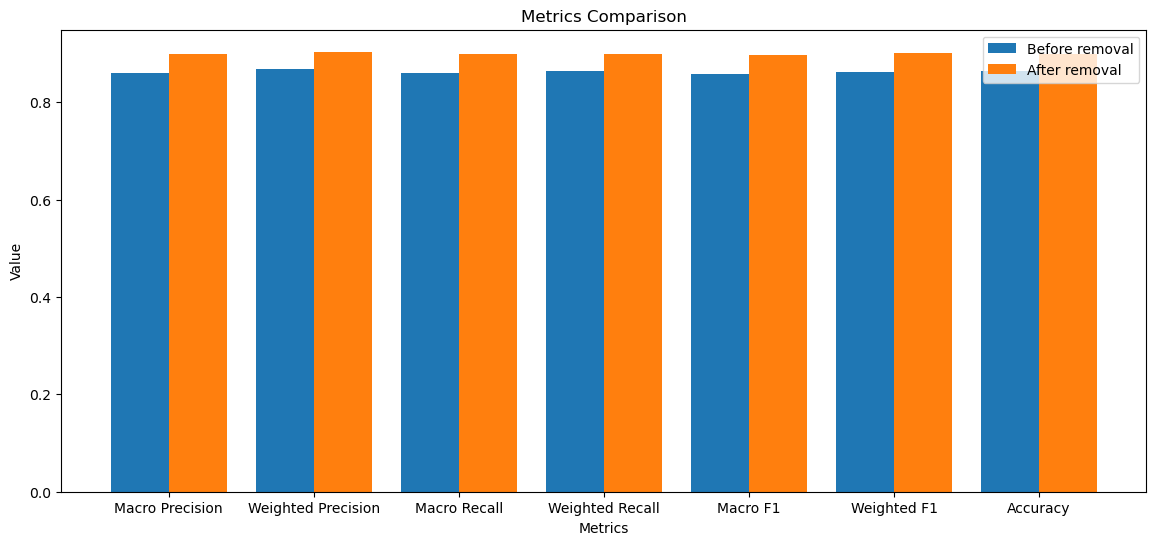 Metrics Comparison
Before removal
After removal
Value
0.8
0.6
0.4
0.2
0.0
Macro Precision
Weighted Precision
Macro Recall
Weighted Recall
Macro F1
Weighted F1
Accuracy
Metrics